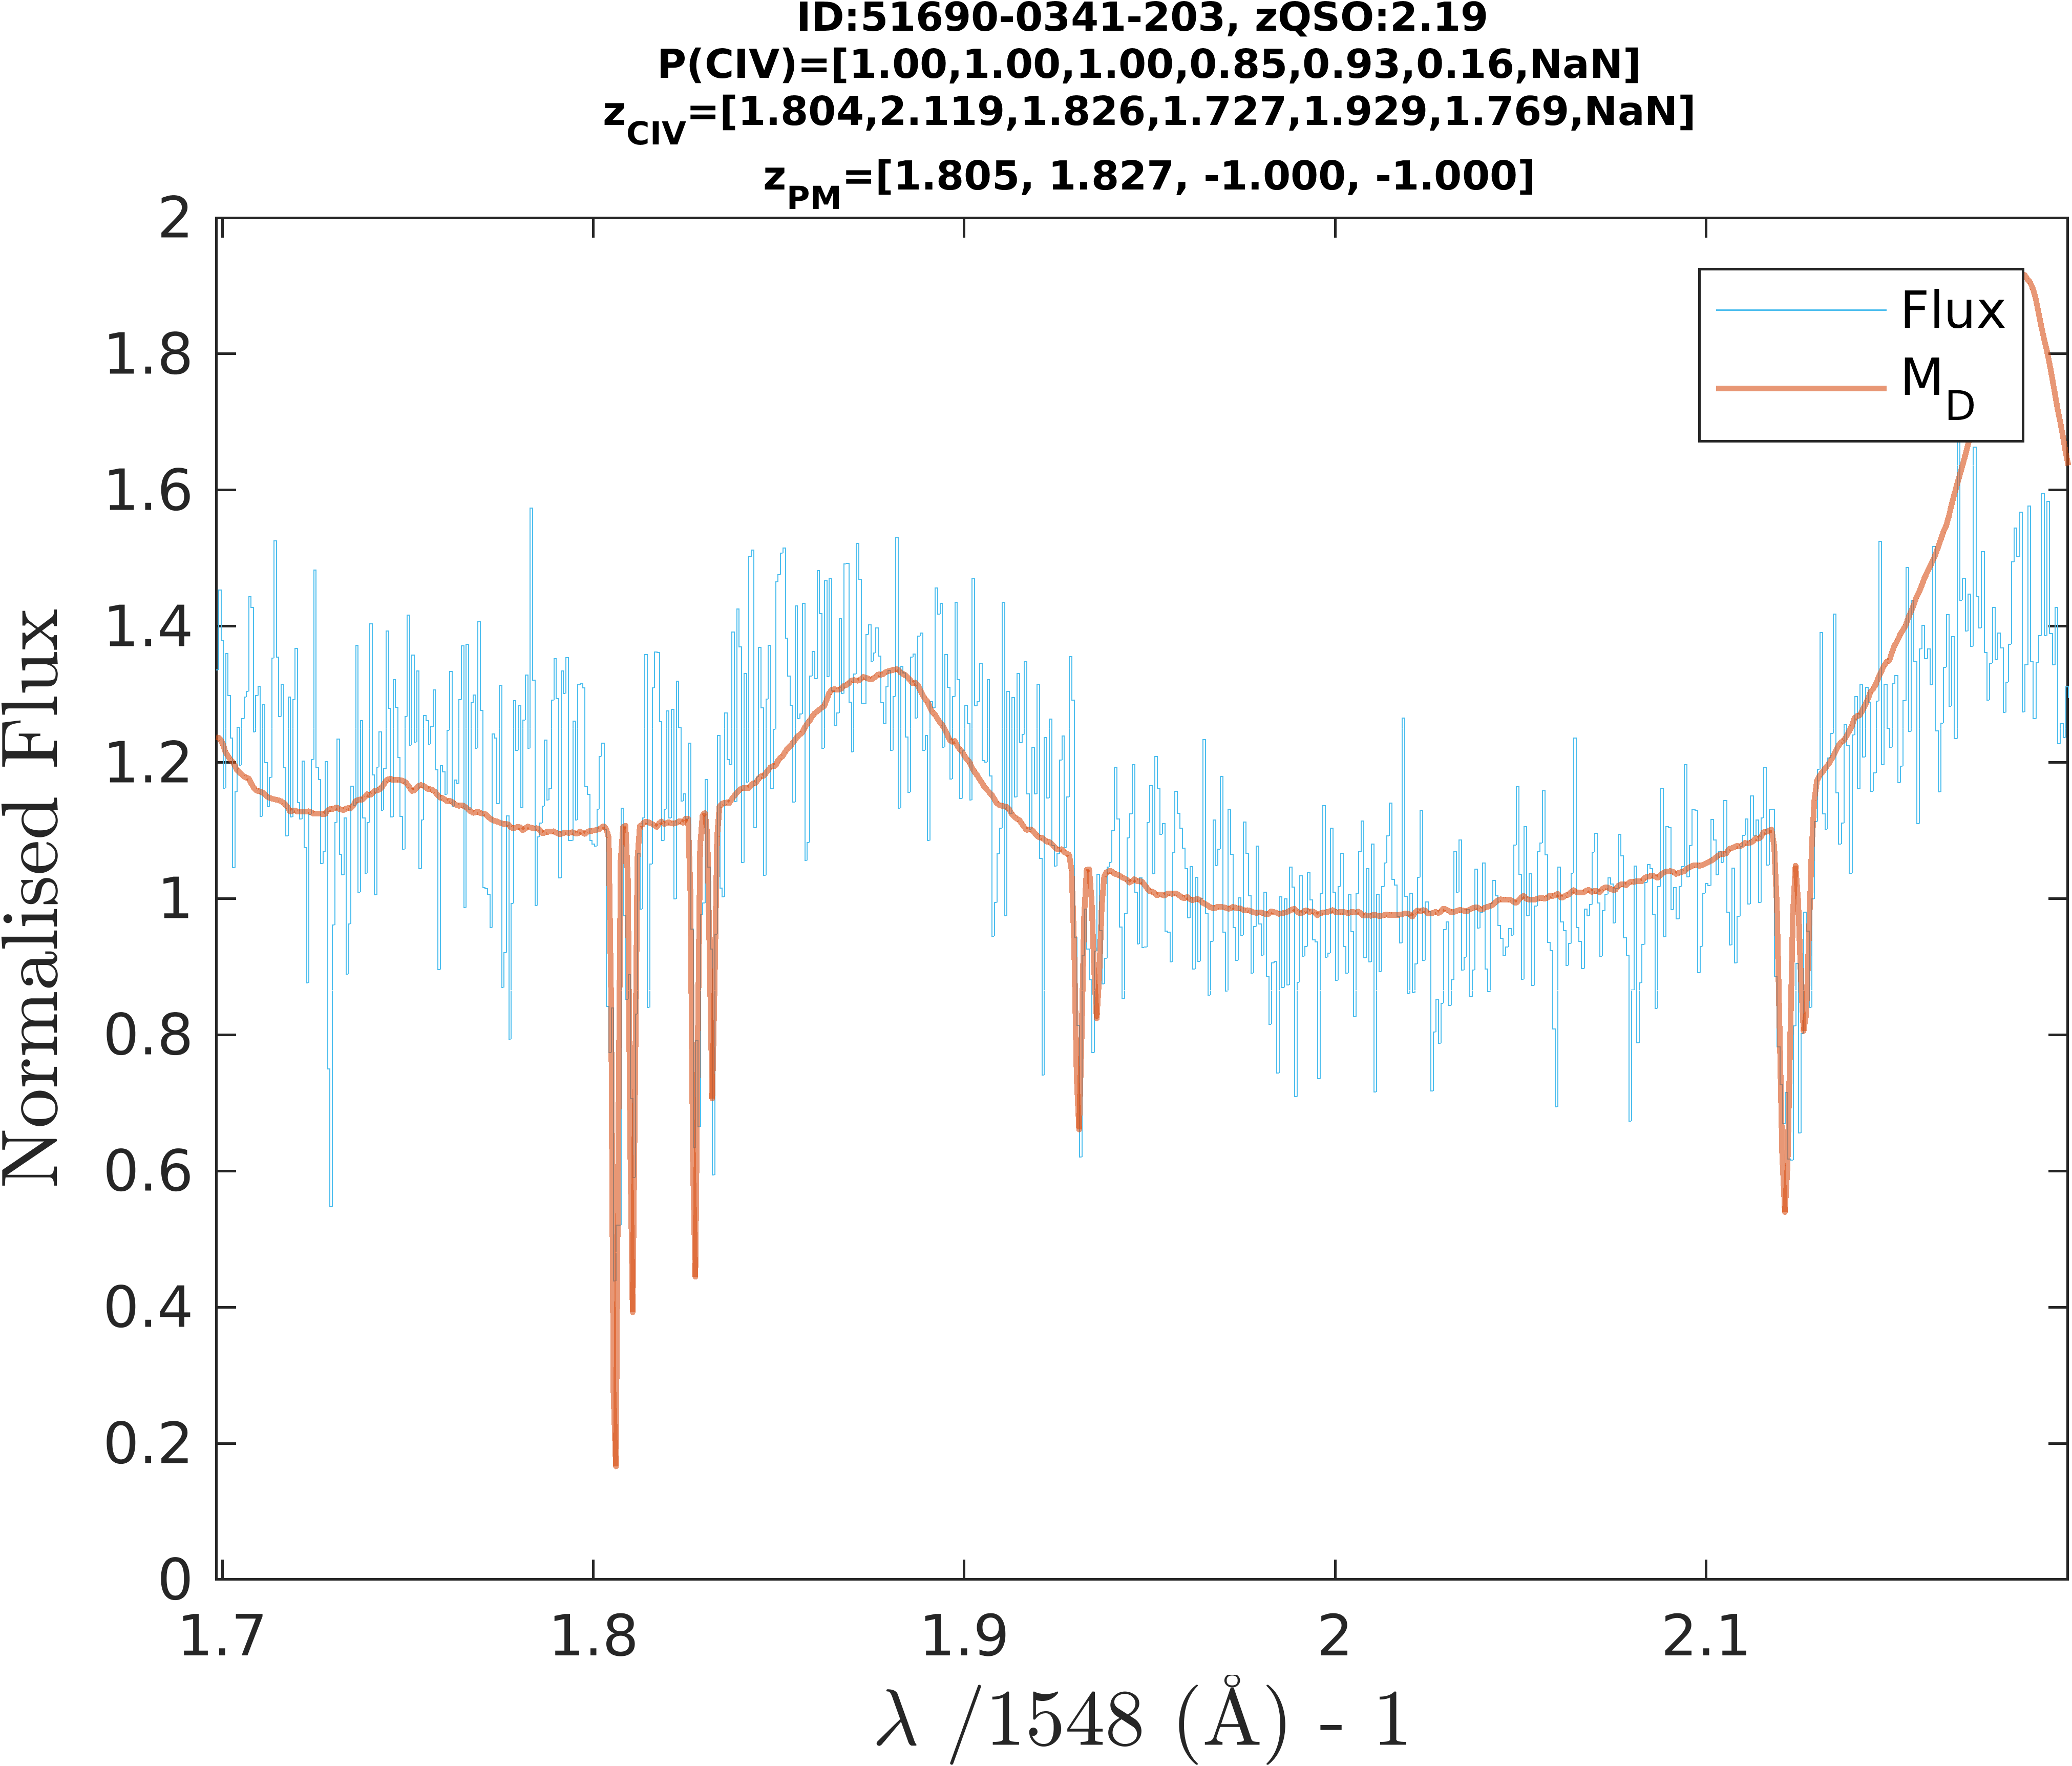 ID:51690-0341-203, zQSO:2.19
P(CIV)=[1.00,1.00,1.00,0.85,0.93,0.16,NaN]
zCIV=[1.804,2.119,1.826,1.727,1.929,1.769,NaN]
zPM=[1.805, 1.827, -1.000, -1.000]
2
1.8
1.6
1.4
1.2
1
0.8
0.6
0.4
0.2
0
Normalised Flux
Flux
MD
1.7 1.8 1.9 2 2.1
λ /1548 (Å) - 1